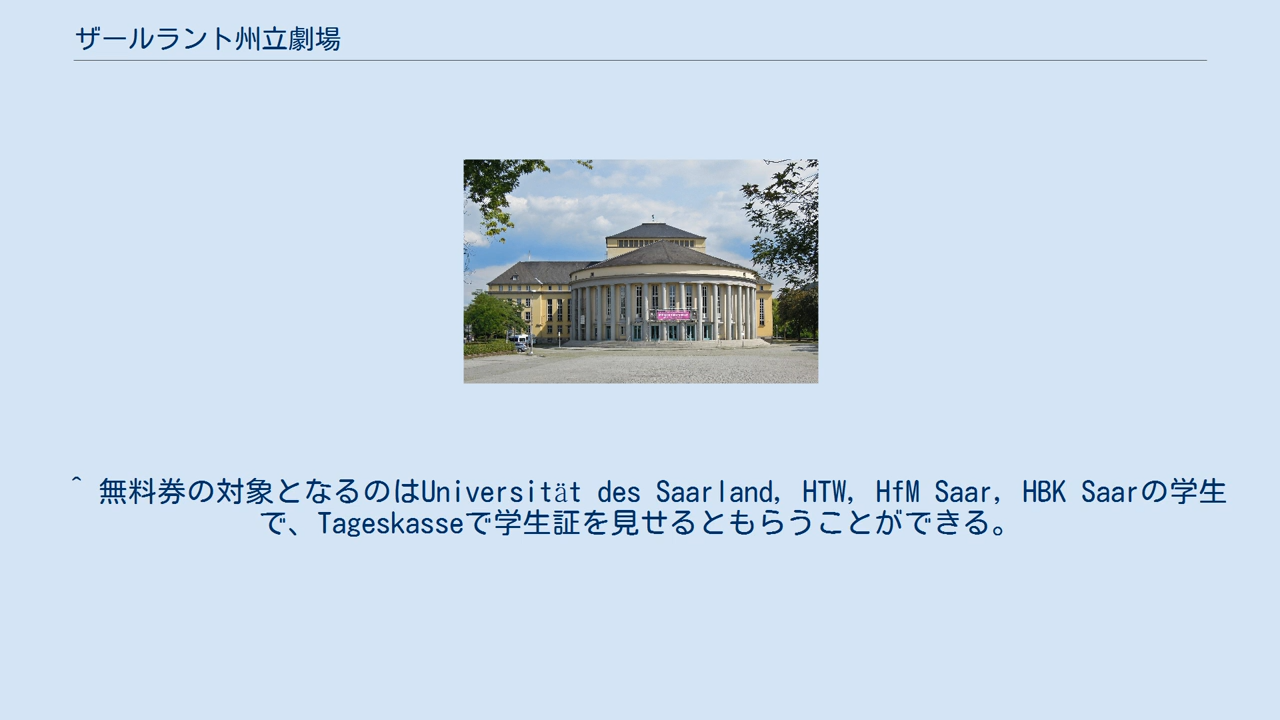 ザールラント州立劇場
^ 無料券の対象となるのはUniversität des Saarland, HTW, HfM Saar, HBK Saarの学生
で、Tageskasseで学生証を見せるともらうことができる。